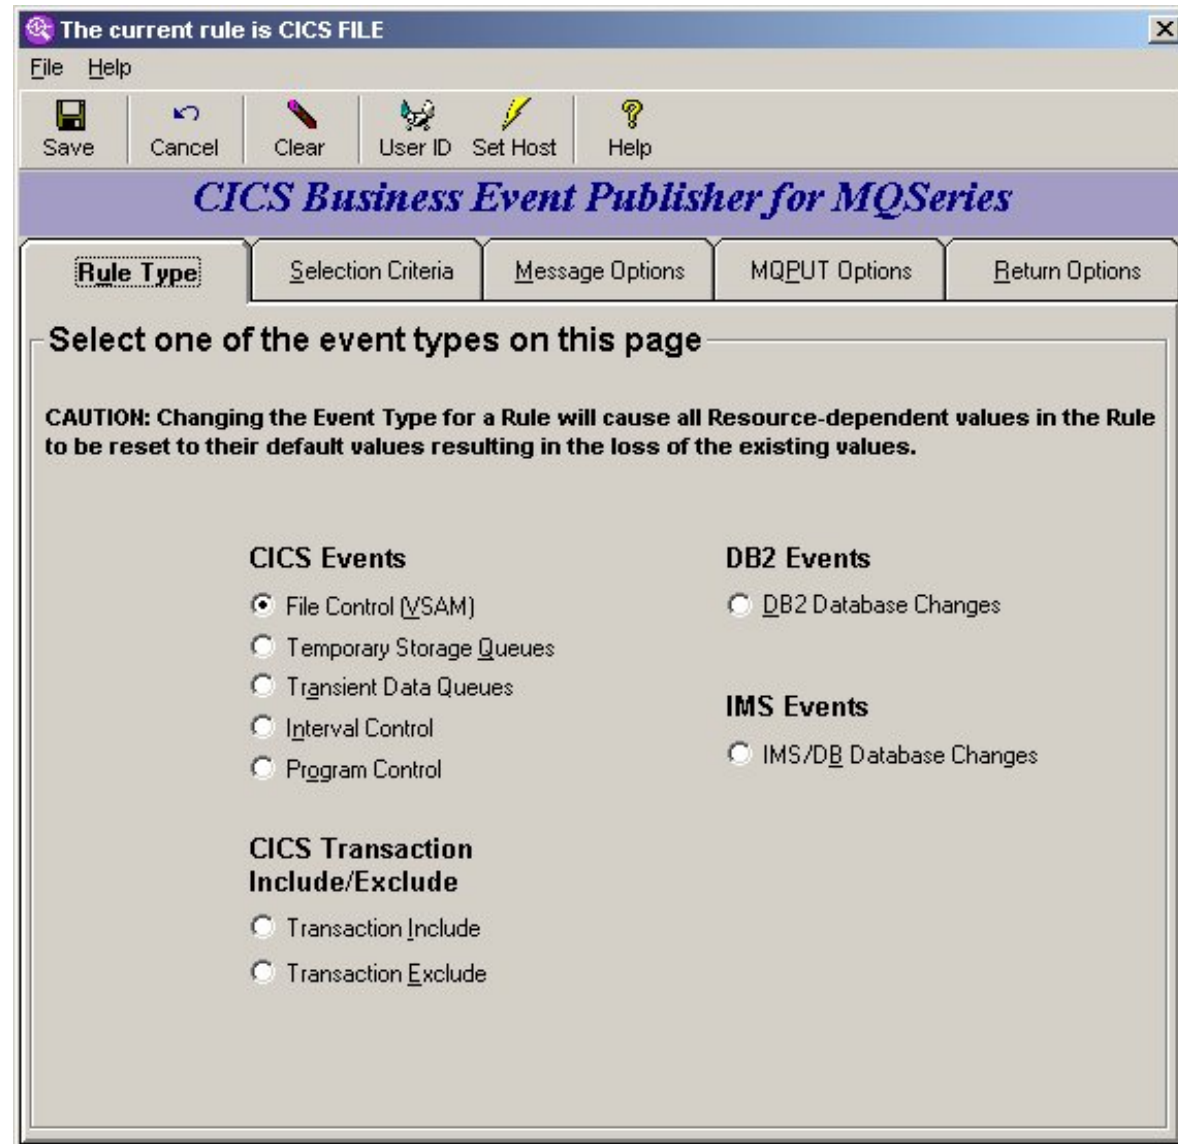 The current rule is CICS FILE
File Help
Save Cancel Clear User ID Set Host Help
CICS Business Event Publisher for MQSeries
Rule Type Selection Criteria Message Options MQPUT Options Return Options
Select one of the event types on this page
CAUTION: Changing the Event Type for a Rule will cause all Resource-dependent values in the Rule
to be reset to their default values resulting in the loss of the existing values.
CICS Events
File Control (VSAM)
Temporary Storage Queues
Transient Data Queues
Interval Control
Program Control
CICS Transaction
Include/Exclude
Transaction Include
Transaction Exclude
DB2 Events
DB2 Database Changes
IMS Events
IMS/DB Database Changes